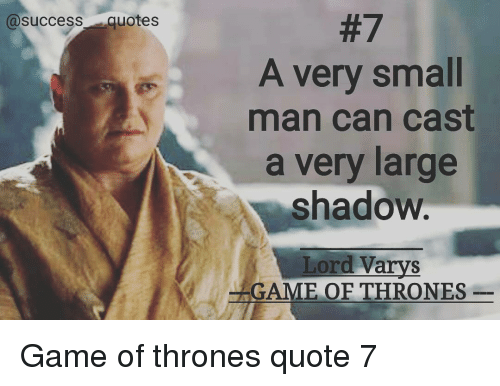 @success__quotes
#7
A very small
man can cast
a very large
shadow.
Lord Varys
—GAME OF THRONES—
Game of thrones quote 7